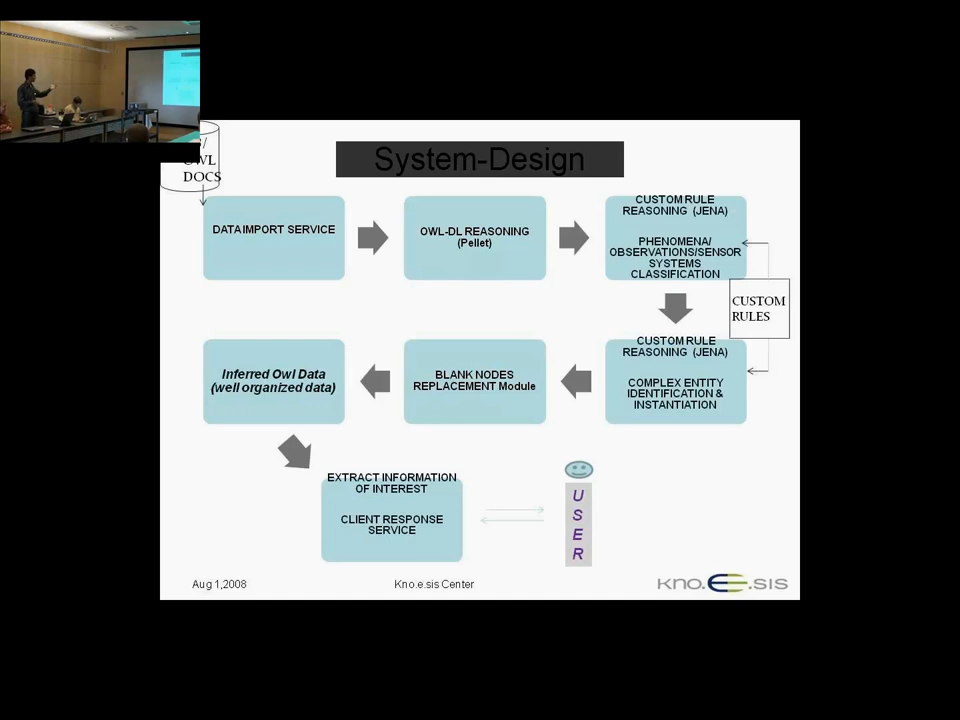 System-Design
OWL
DOCS
DATA IMPORT SERVICE
OWL-DL REASONING
(Pellet)
CUSTOM RULE
REASONING (JENA)
PHENOMENA/
OBSERVATIONS/SENSOR
SYSTEMS
CLASSIFICATION
CUSTOM
RULES
Inferred Owl Data
(well organized data)
BLANK NODES
REPLACEMENT Module
CUSTOM RULE
REASONING (JENA)
COMPLEX ENTITY
IDENTIFICATION &
INSTANTIATION
EXTRACT INFORMATION
OF INTEREST
CLIENT RESPONSE
SERVICE
U
S
E
R
Aug 1,2008
Kno.e.sis Center
kno.e.sis